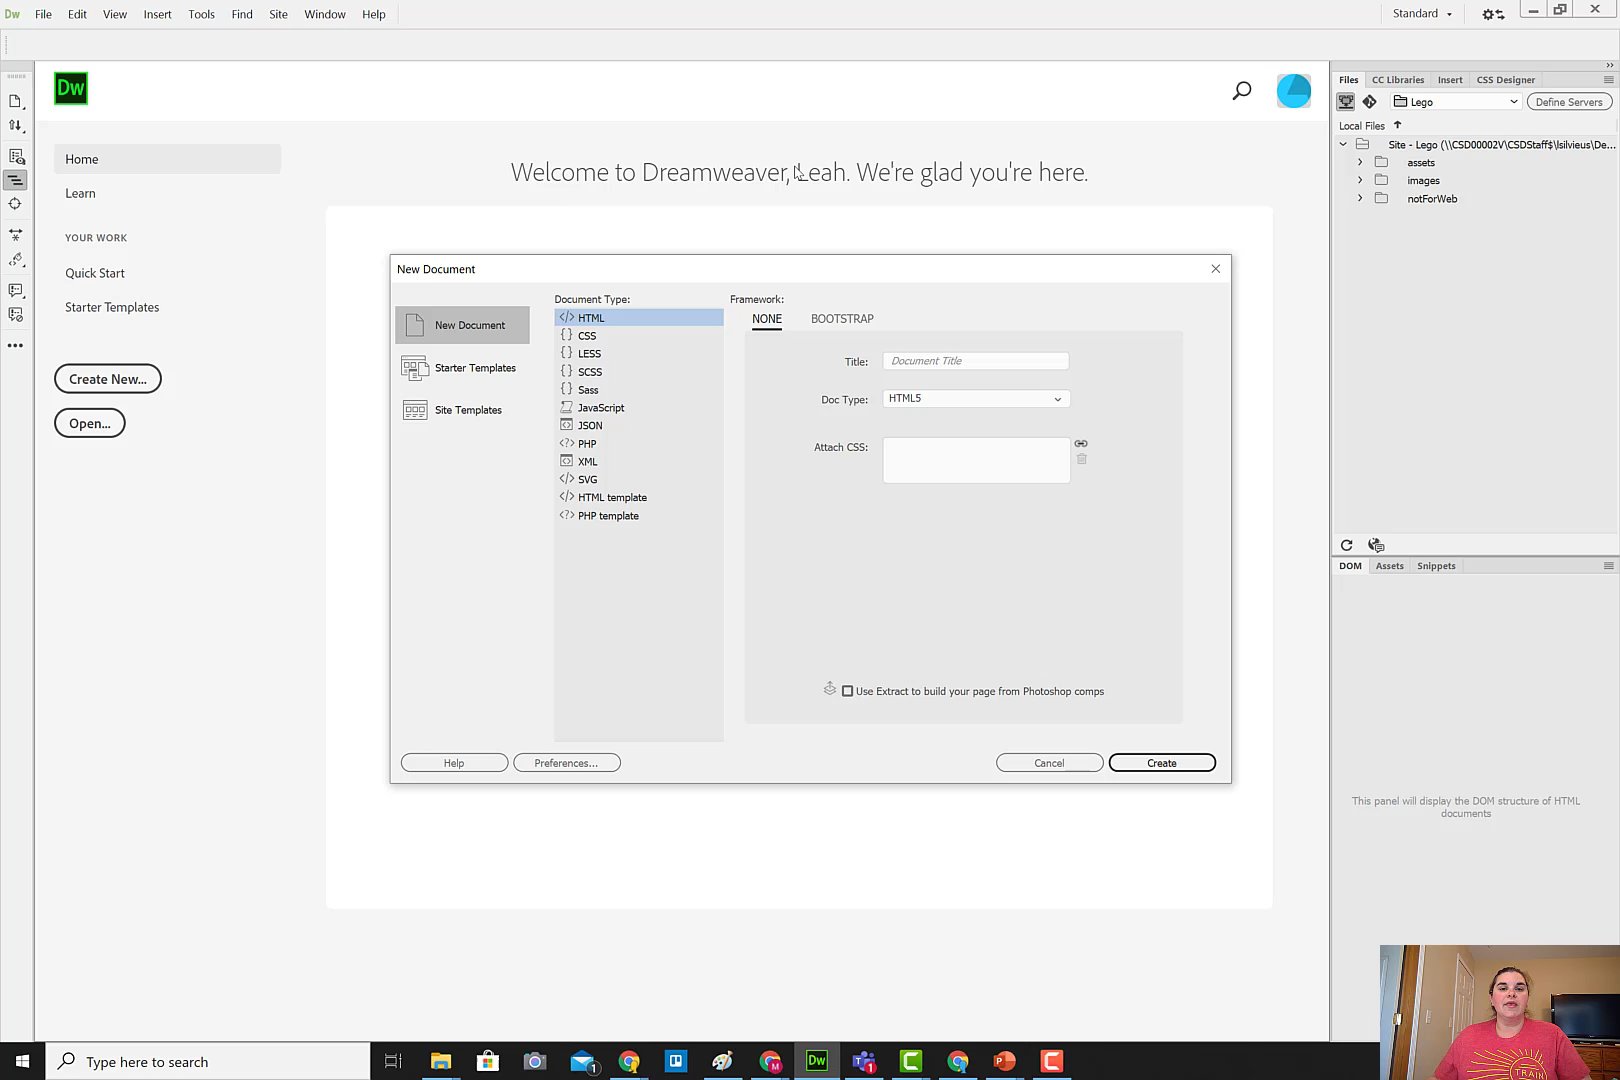 Dw File Edit View Insert Tools Find Site Window Help
Standard
Dw
Home
Learn
YOUR WORK
Quick Start
Starter Templates
Create New...
Open...
Welcome to Dreamweaver, Leah. We're glad you're here.
New Document
New Document
Starter Templates
Site Templates
Document Type:
HTML
CSS
LESS
SCSS
Sass
JavaScript
JSON
PHP
XML
SVG
HTML template
PHP template
Framework:
NONE BOOTSTRAP
Title: Document Title
Doc Type: HTML5
Attach CSS:
Use Extract to build your page from Photoshop comps
Help Preferences... Cancel Create
Files CC Libraries Insert CSS Designer
Lego Define Servers
Local Files
Site - Lego (\\CSD00002V\CSDStaff$\lsilvieus\De...
assets
images
notForWeb
DOM Assets Snippets
This panel will display the DOM structure of HTML
documents
TRAIN
Type here to search
1
M
Dw
1